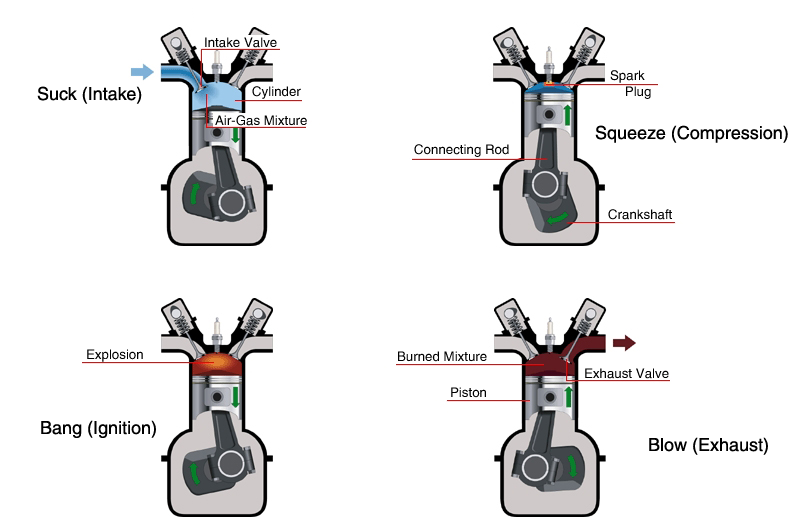 Intake Valve
Suck (Intake)
Cylinder
Air-Gas Mixture
Spark
Plug
Squeeze (Compression)
Connecting Rod
Crankshaft
Explosion
Bang (Ignition)
Burned Mixture
Exhaust Valve
Piston
Blow (Exhaust)